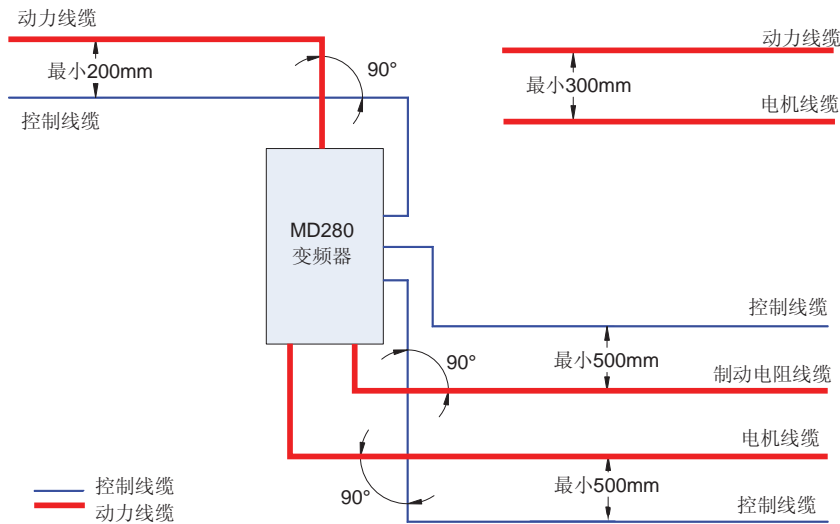 动力线缆
最小200mm
90°
控制线缆
动力线缆
最小300mm
电机线缆
MD280
变频器
控制线缆
最小500mm
90°
制动电阻线缆
电机线缆
90°
最小500mm
控制线缆
控制线缆
动力线缆